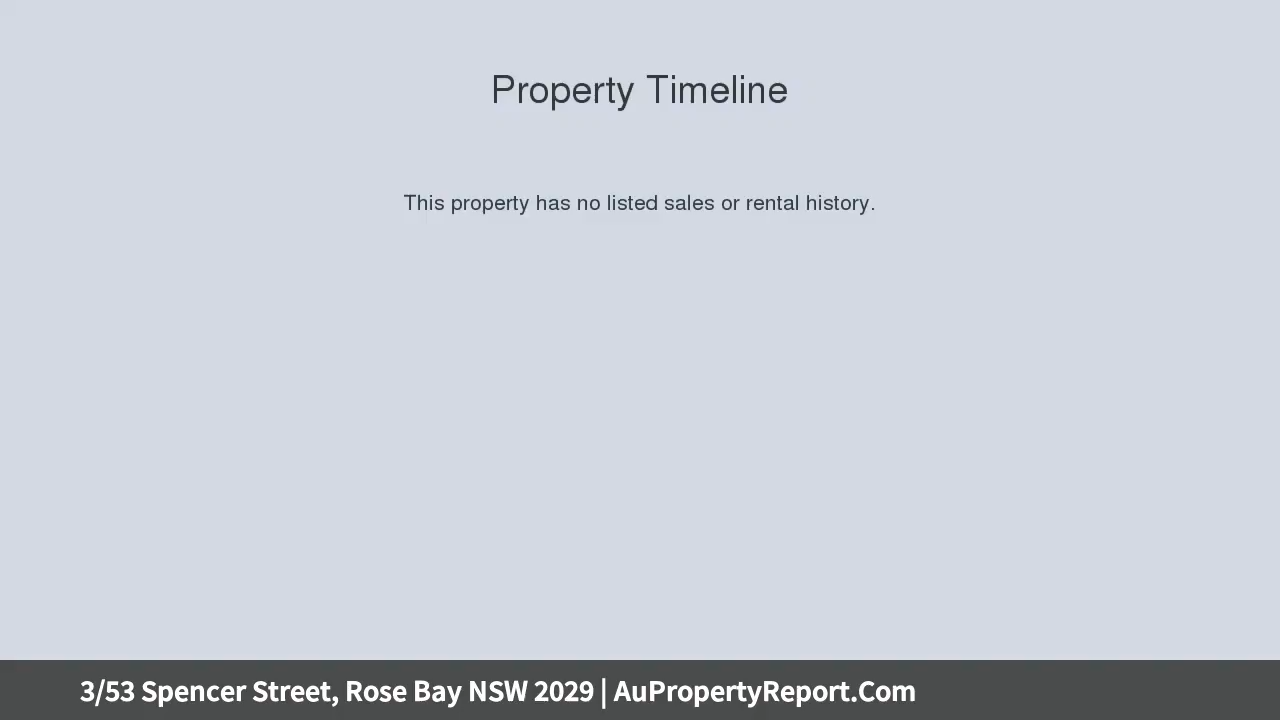 Property Timeline
This property has no listed sales or rental history.
3/53 Spencer Street, Rose Bay NSW 2029 | AuPropertyReport.Com